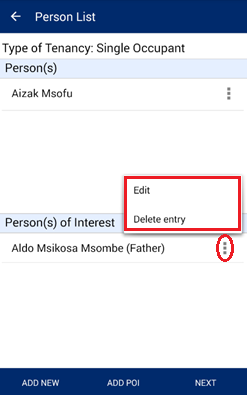 Person List
Type of Tenancy: Single Occupant
Person(s)
Aizak Msofu
Edit
Delete entry
Person(s) of Interest
Aldo Msikosa Msombe (Father)
ADD NEW ADD POI NEXT